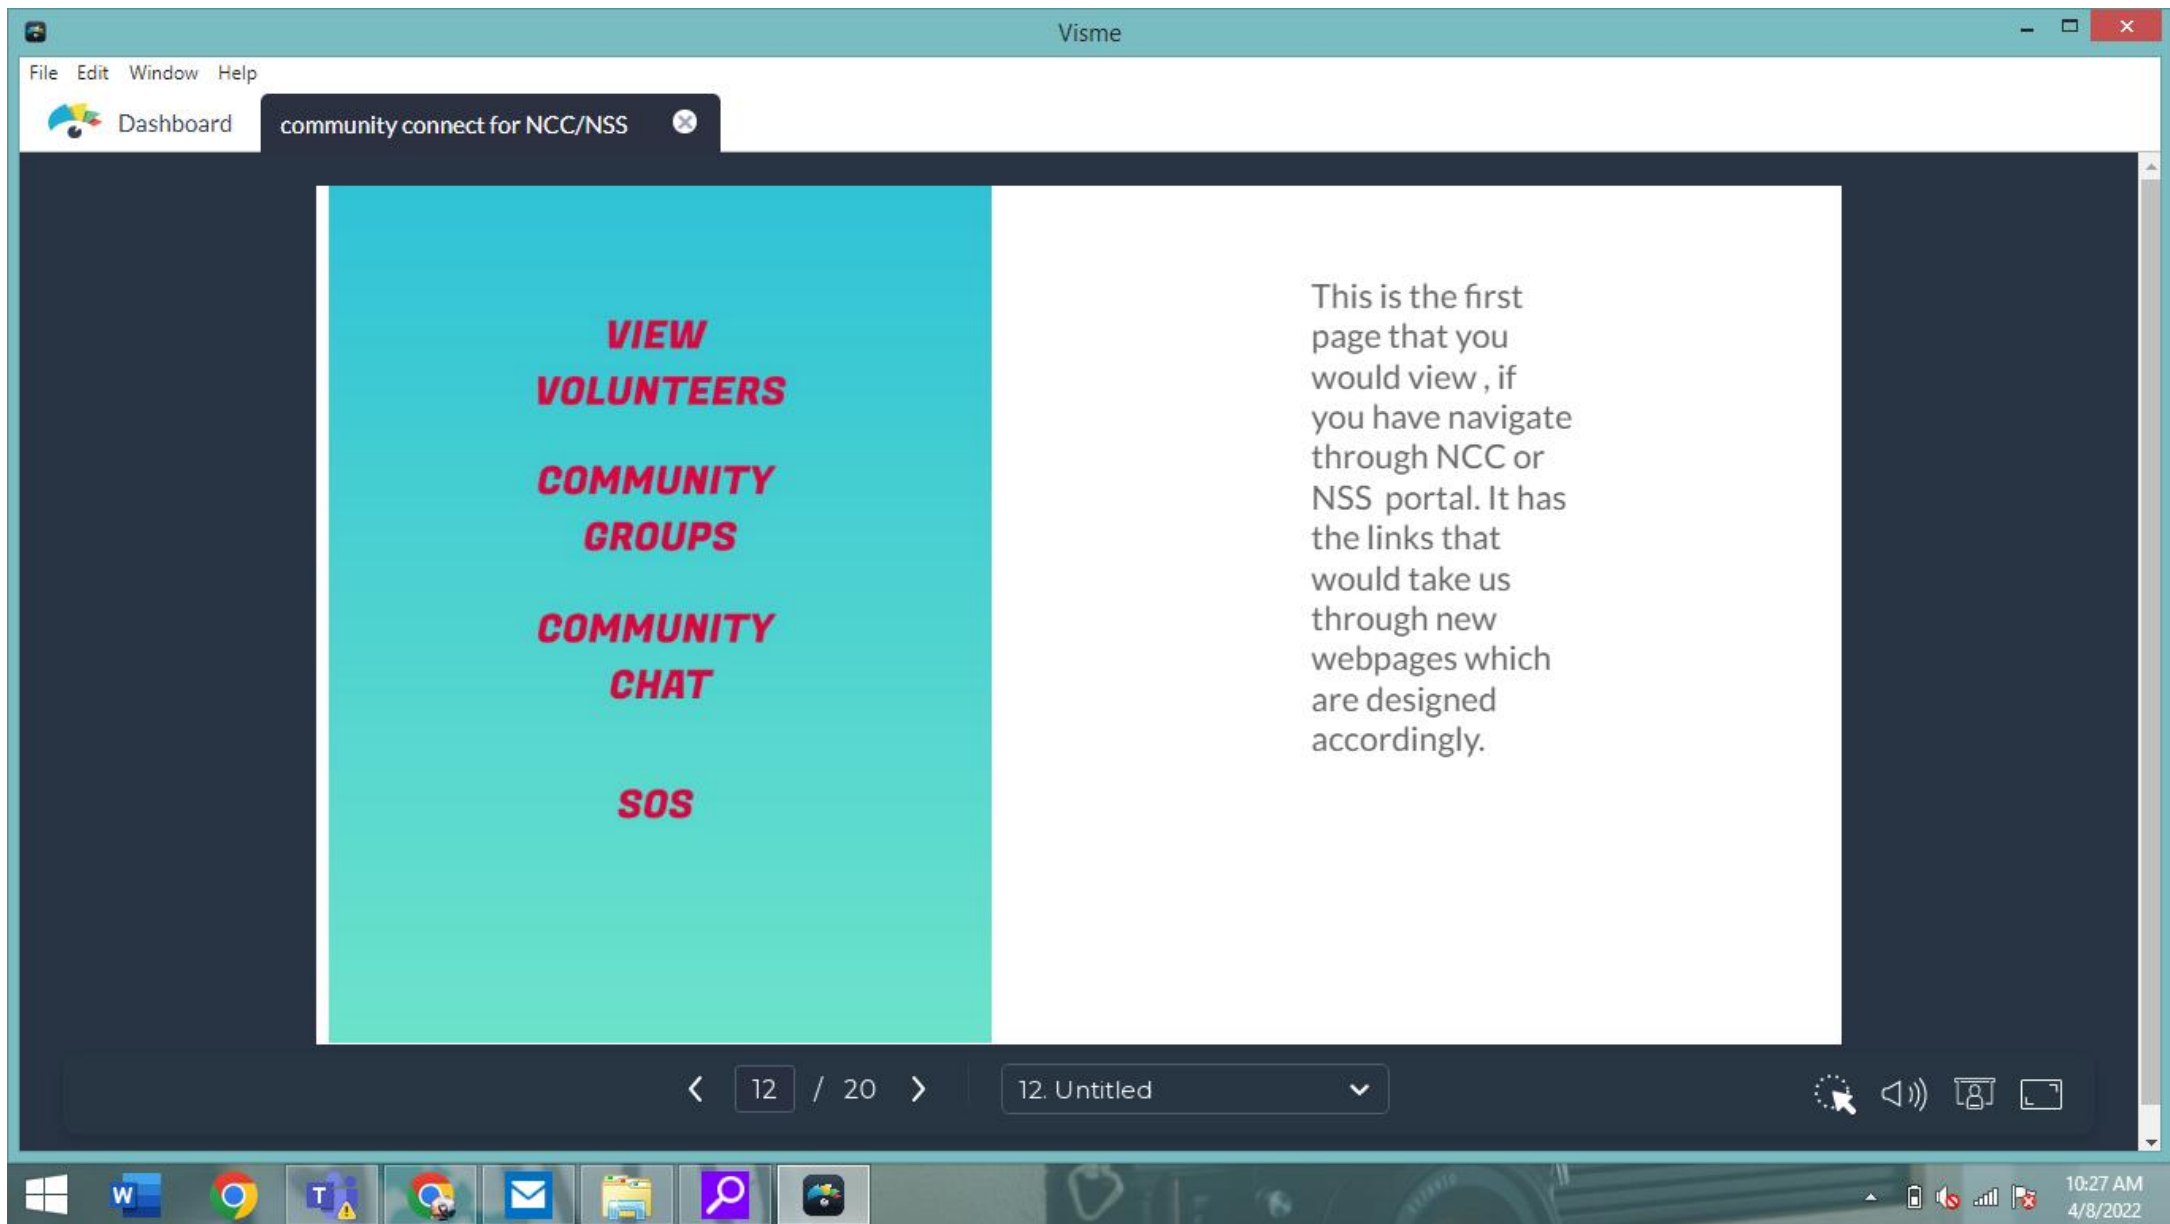 Visme
File Edit Window Help
Dashboard
community connect for NCC/NSS
VIEW
VOLUNTEERS
COMMUNITY
GROUPS
COMMUNITY
CHAT
SOS
This is the first
page that you
would view , if
you have navigate
through NCC or
NSS portal. It has
the links that
would take us
through new
webpages which
are designed
accordingly.
12 / 20
12. Untitled
10:27 AM
4/8/2022